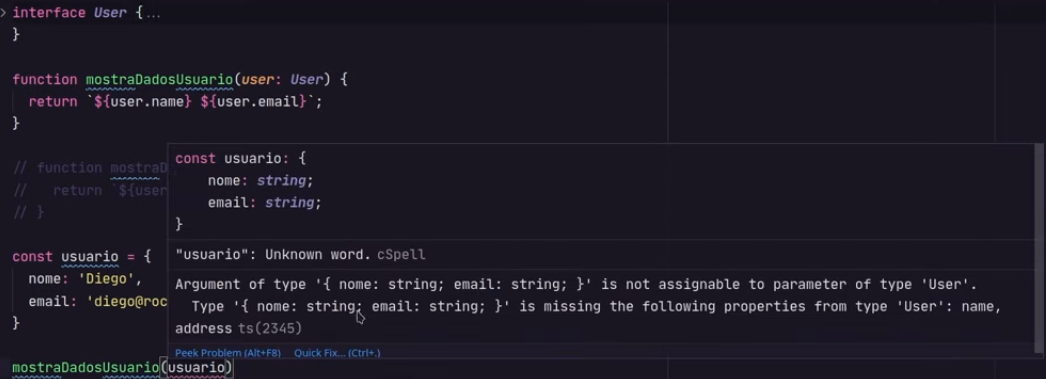 interface User {...
}
function mostraDadosUsuario(user: User) {
return `${user.name} ${user.email}`;
}
// function mostraD
// return `${user
// }
const usuario = {
nome: 'Diego',
email: 'diego@roc
}
mostraDadosUsuario(usuario)
const usuario: {
nome: string;
email: string;
}
"usuario": Unknown word. cSpell
Argument of type '{ nome: string; email: string; }' is not assignable to parameter of type 'User'.
Type '{ nome: string; email: string; }' is missing the following properties from type 'User': name,
address ts(2345)
Peek Problem (Alt+F8) Quick Fix... (Ctrl+.)